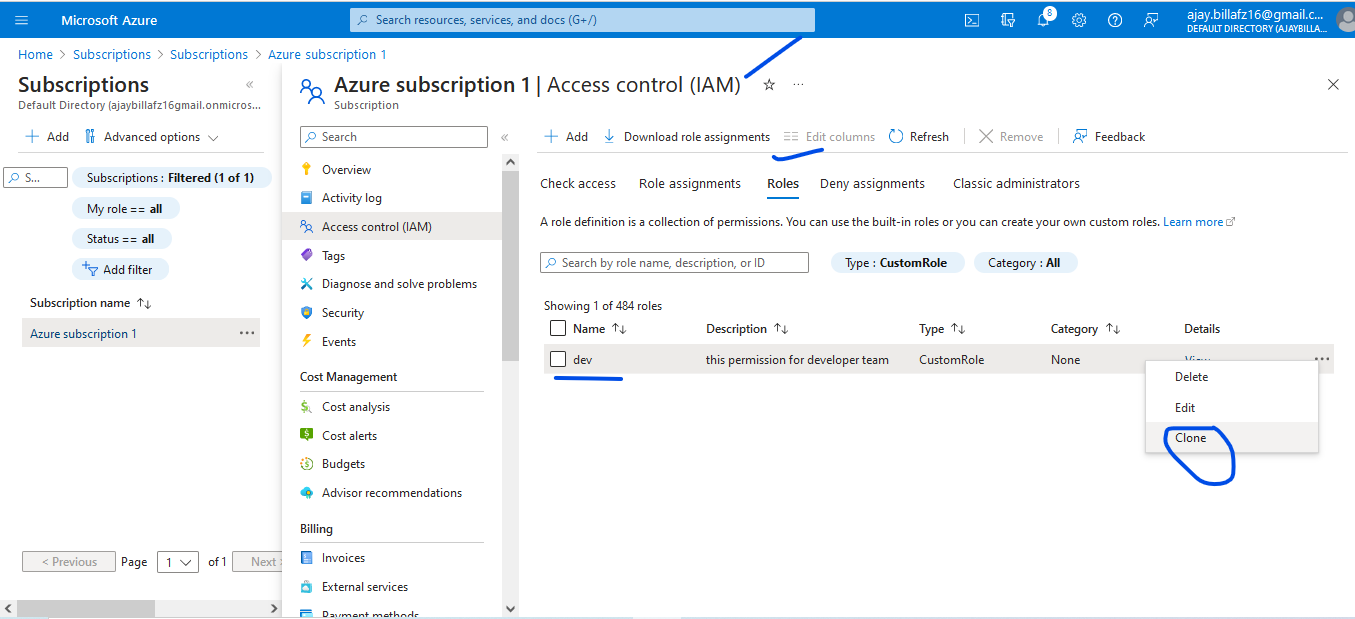 Microsoft Azure
Search resources, services, and docs (G+/)
8
ajay.billafz16@gmail.c...
DEFAULT DIRECTORY (AJAYBILLA...
Home > Subscriptions > Subscriptions > Azure subscription 1
Subscriptions «
Default Directory (ajaybillafz16gmail.onmicros...
Add Advanced options
S... Subscriptions : Filtered (1 of 1)
My role == all
Status == all
Add filter
Subscription name
Azure subscription 1 ...
< Previous Page 1 of 1 Next >
Azure subscription 1 | Access control (IAM) ...
Subscription
Search «
Overview
Activity log
Access control (IAM)
Tags
Diagnose and solve problems
Security
Events
Cost Management
Cost analysis
Cost alerts
Budgets
Advisor recommendations
Billing
Invoices
External services
Payment methods
Add Download role assignments Edit columns Refresh Remove Feedback
Check access Role assignments Roles Deny assignments Classic administrators
A role definition is a collection of permissions. You can use the built-in roles or you can create your own custom roles. Learn more
Search by role name, description, or ID Type : CustomRole Category : All
Showing 1 of 484 roles
Name Description Type Category Details
dev this permission for developer team CustomRole None View ...
Delete
Edit
Clone